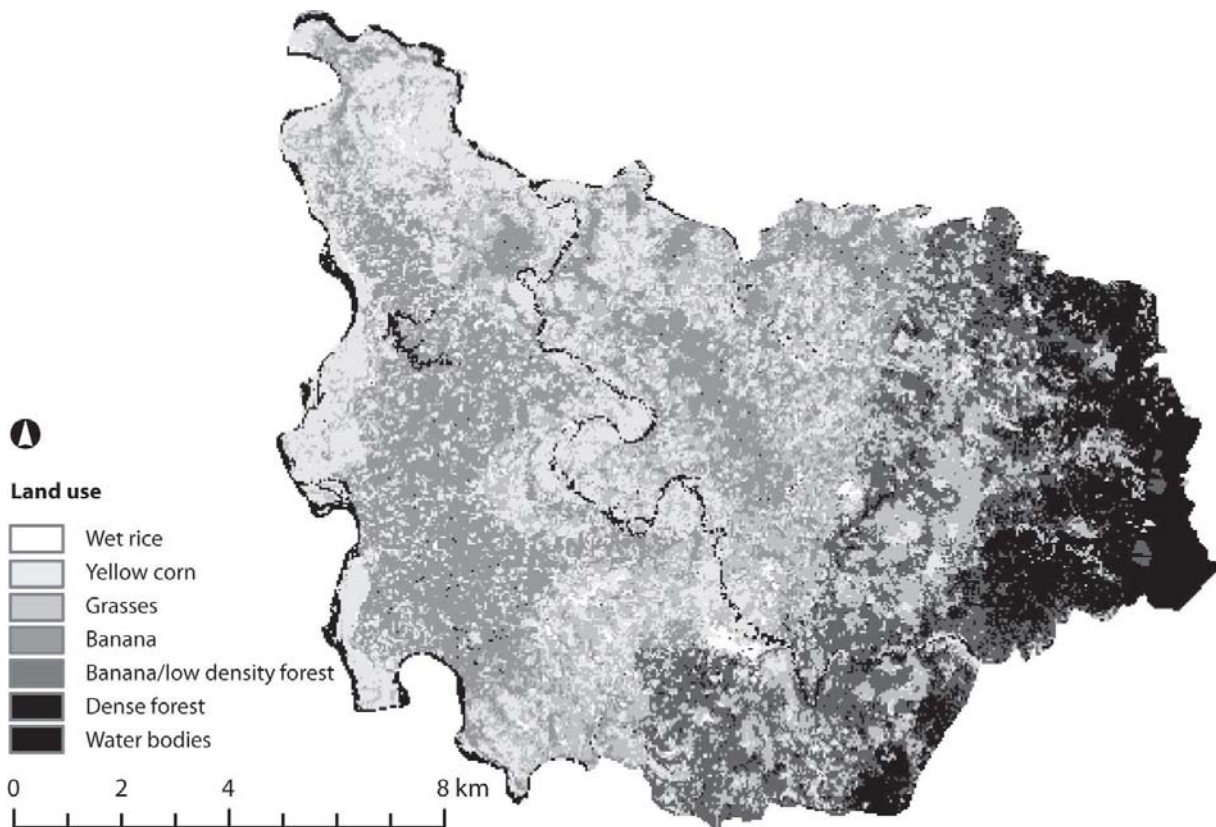 Land use
Wet rice
Yellow corn
Grasses
Banana
Banana/low density forest
Dense forest
Water bodies
0 2 4 8 km